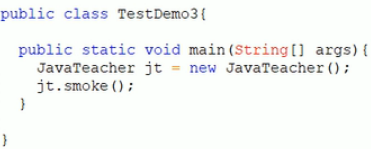 public class TestDemo3{
public static void main(String[] args){
JavaTeacher jt = new JavaTeacher();
jt.smoke();
}
}